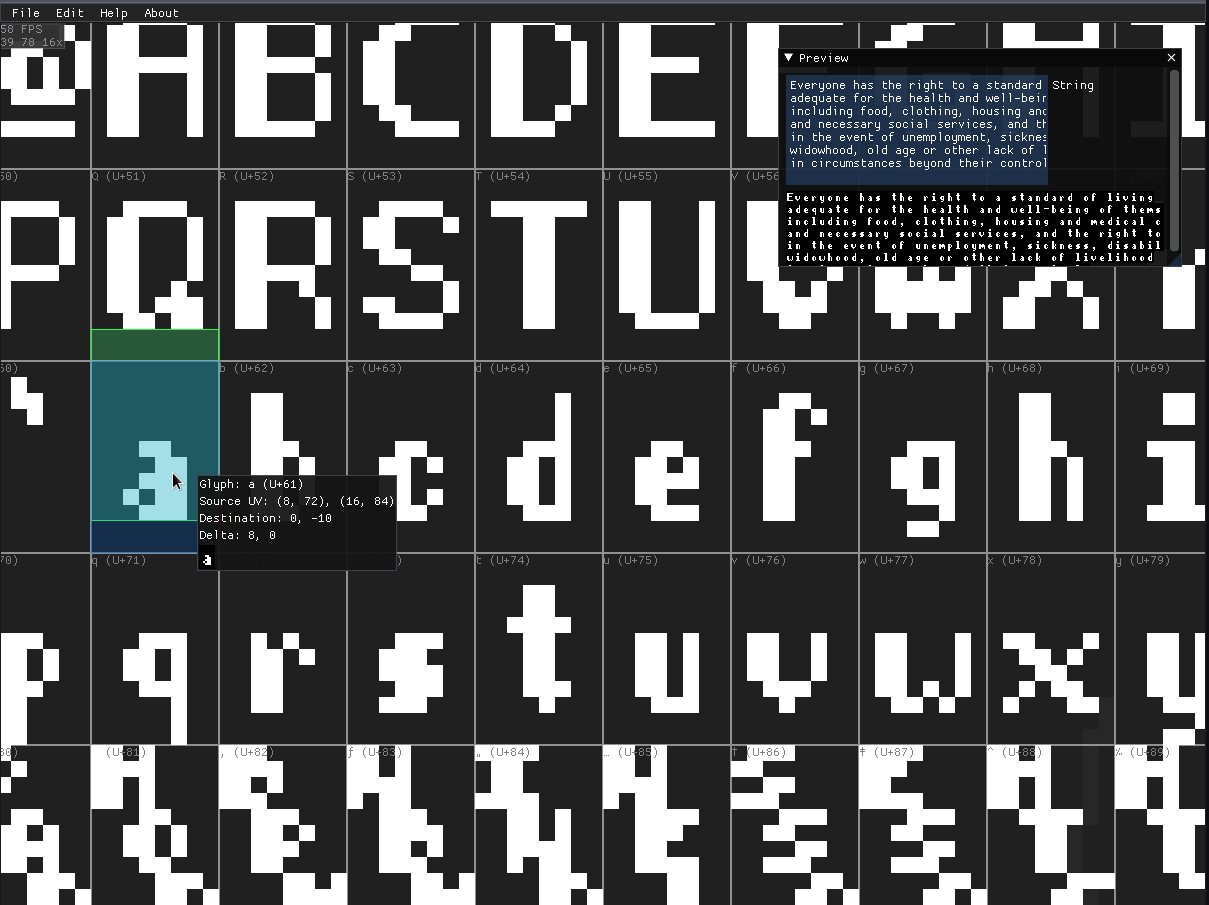 File Edit Help About
58 FPS
39 78 16x
@ A B C D E
Preview
Everyone has the right to a standard
adequate for the health and well-bein
including food, clothing, housing and
and necessary social services, and th
in the event of unemployment, sicknes
widowhood, old age or other lack of l
in circumstances beyond their control
String
Everyone has the right to a standard of living
adequate for the health and well-being of thems
including food, clothing, housing and medical c
and necessary social services, and the right to
in the event of unemployment, sickness, disabil
widowhood, old age or other lack of livelihood
50) Q (U+51) R (U+52) S (U+53) T (U+54) U (U+55) V (U+56
P Q R S T U V W X
60) b (U+62) c (U+63) d (U+64) e (U+65) f (U+66) g (U+67) h (U+68) i (U+69)
` a b c d e f g h i
Glyph: a (U+61)
Source UV: (8, 72), (16, 84)
Destination: 0, -10
Delta: 8, 0
a
70) q (U+71) t (U+74) u (U+75) v (U+76) w (U+77) x (U+78) y (U+79)
p q r s t u v w x y
80) (U+81) ‚ (U+82) ƒ (U+83) „ (U+84) … (U+85) † (U+86) ‡ (U+87) ˆ (U+88) ‰ (U+89)